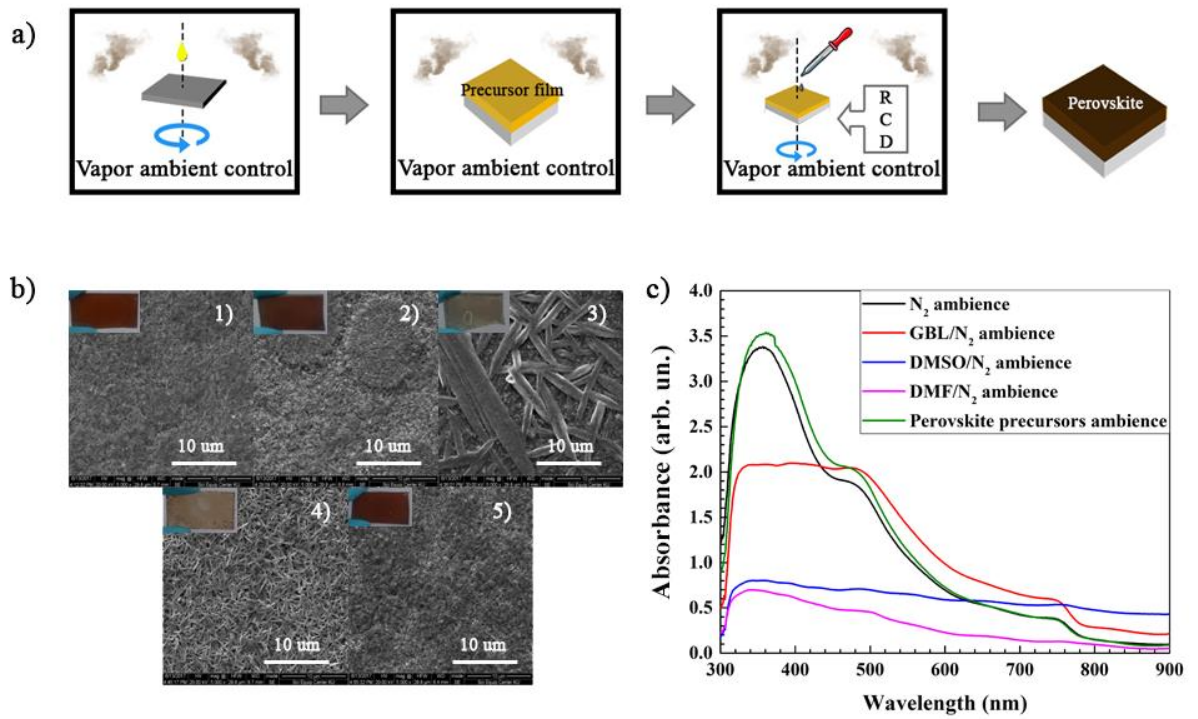 a)
Vapor ambient control
Precursor film
Vapor ambient control
R
C
D
Vapor ambient control
Perovskite
b)
1)
10 um
2)
10 um
3)
10 um
4)
10 um
5)
10 um
c)
N2 ambience
GBL/N2 ambience
DMSO/N2 ambience
DMF/N2 ambience
Perovskite precursors ambience
Absorbance (arb. un.)
4.0
3.5
3.0
2.5
2.0
1.5
1.0
0.5
0.0
300 400 500 600 700 800 900
Wavelength (nm)